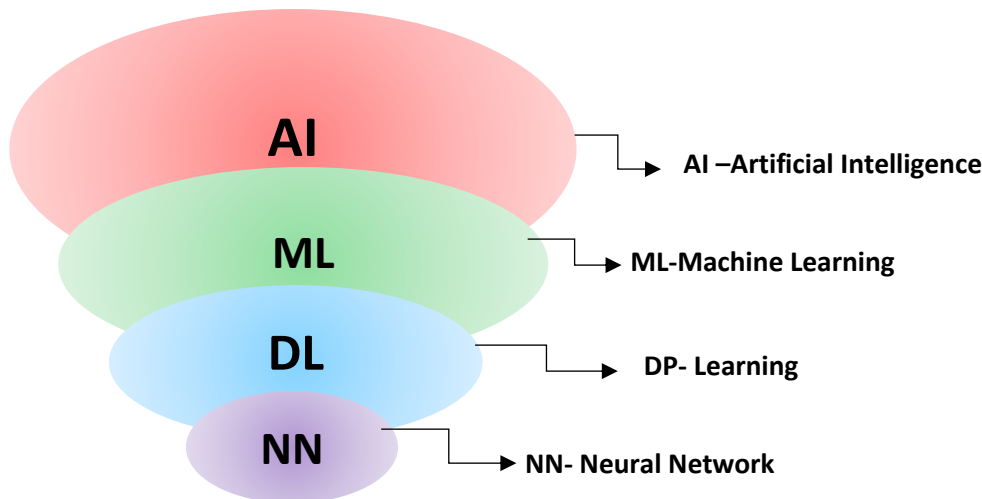 AI
AI –Artificial Intelligence
ML
ML-Machine Learning
DL
DP- Learning
NN
NN- Neural Network